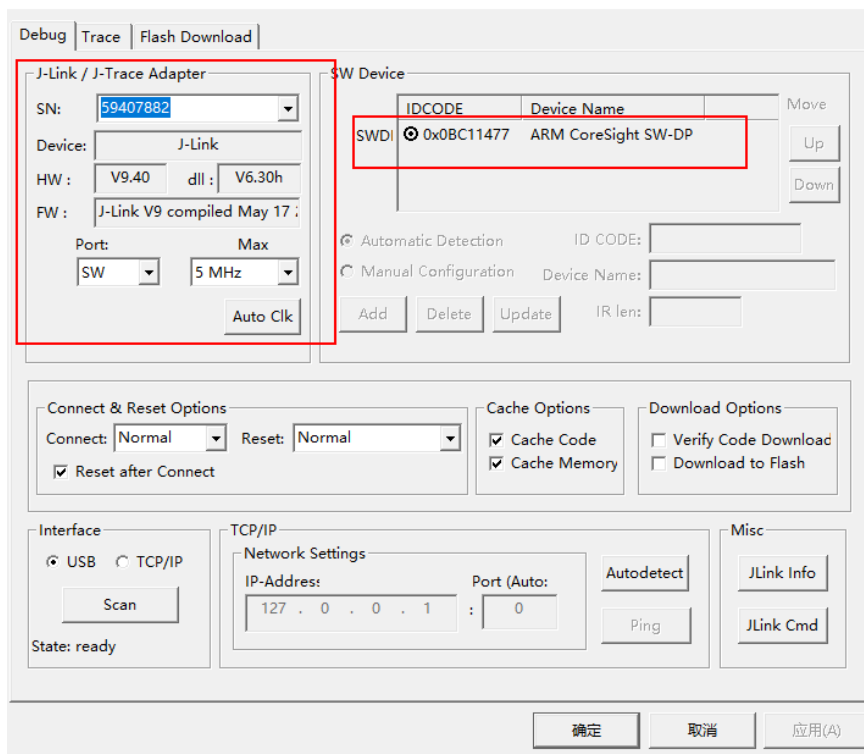 Debug Trace Flash Download
J-Link / J-Trace Adapter
SN: 59407882
Device: J-Link
HW : V9.40 dll : V6.30h
FW : J-Link V9 compiled May 17
Port: Max
SW 5 MHz
Auto Clk
SW Device
IDCODE Device Name
SWDI 0x0BC11477 ARM CoreSight SW-DP
Move
Up
Down
Automatic Detection ID CODE:
Manual Configuration Device Name:
Add Delete Update IR len:
Connect & Reset Options
Connect: Normal Reset: Normal
Reset after Connect
Cache Options
Cache Code
Cache Memory
Download Options
Verify Code Download
Download to Flash
Interface
USB TCP/IP
Scan
State: ready
TCP/IP
Network Settings
IP-Address: Port (Auto:
127 . 0 . 0 . 1 : 0
Autodetect
Ping
Misc
JLink Info
JLink Cmd
确定 取消 应用(A)